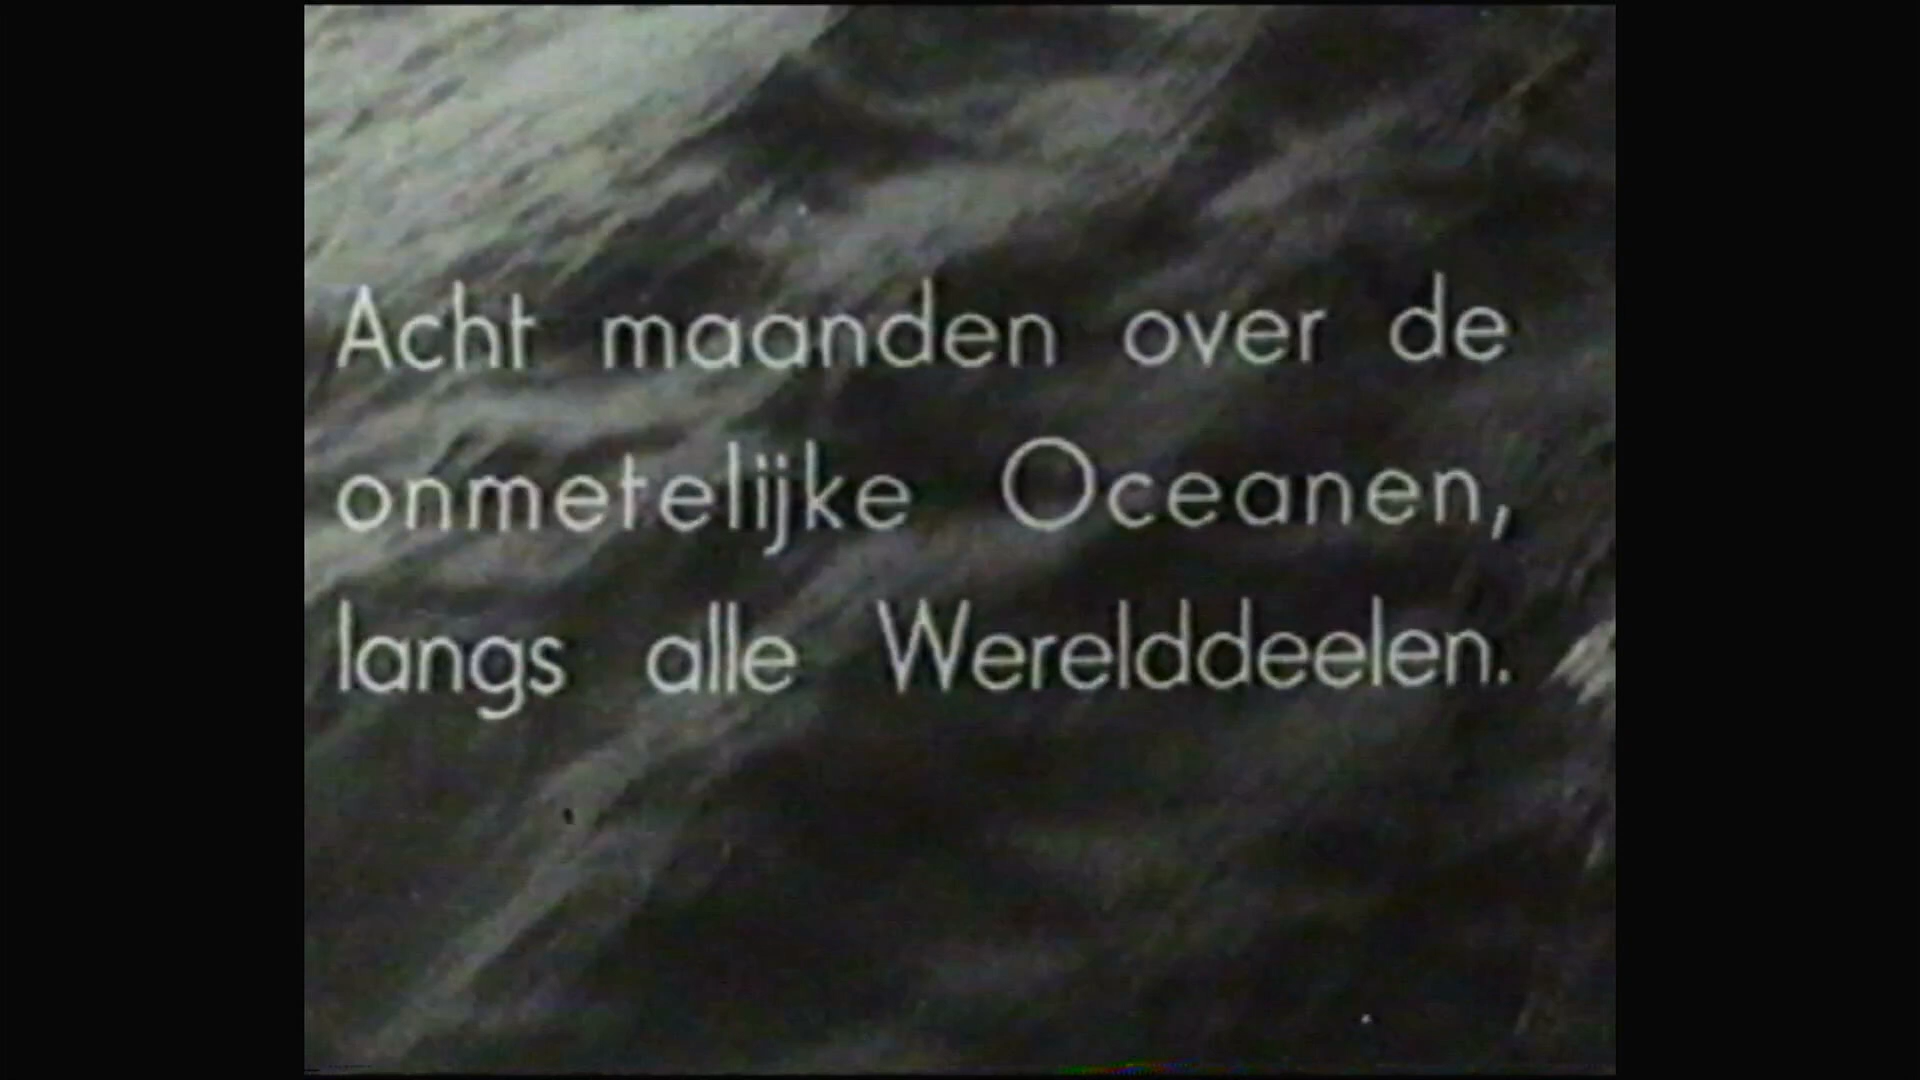 Acht maanden over de
onmetelijke Oceanen,
langs alle Werelddeelen.